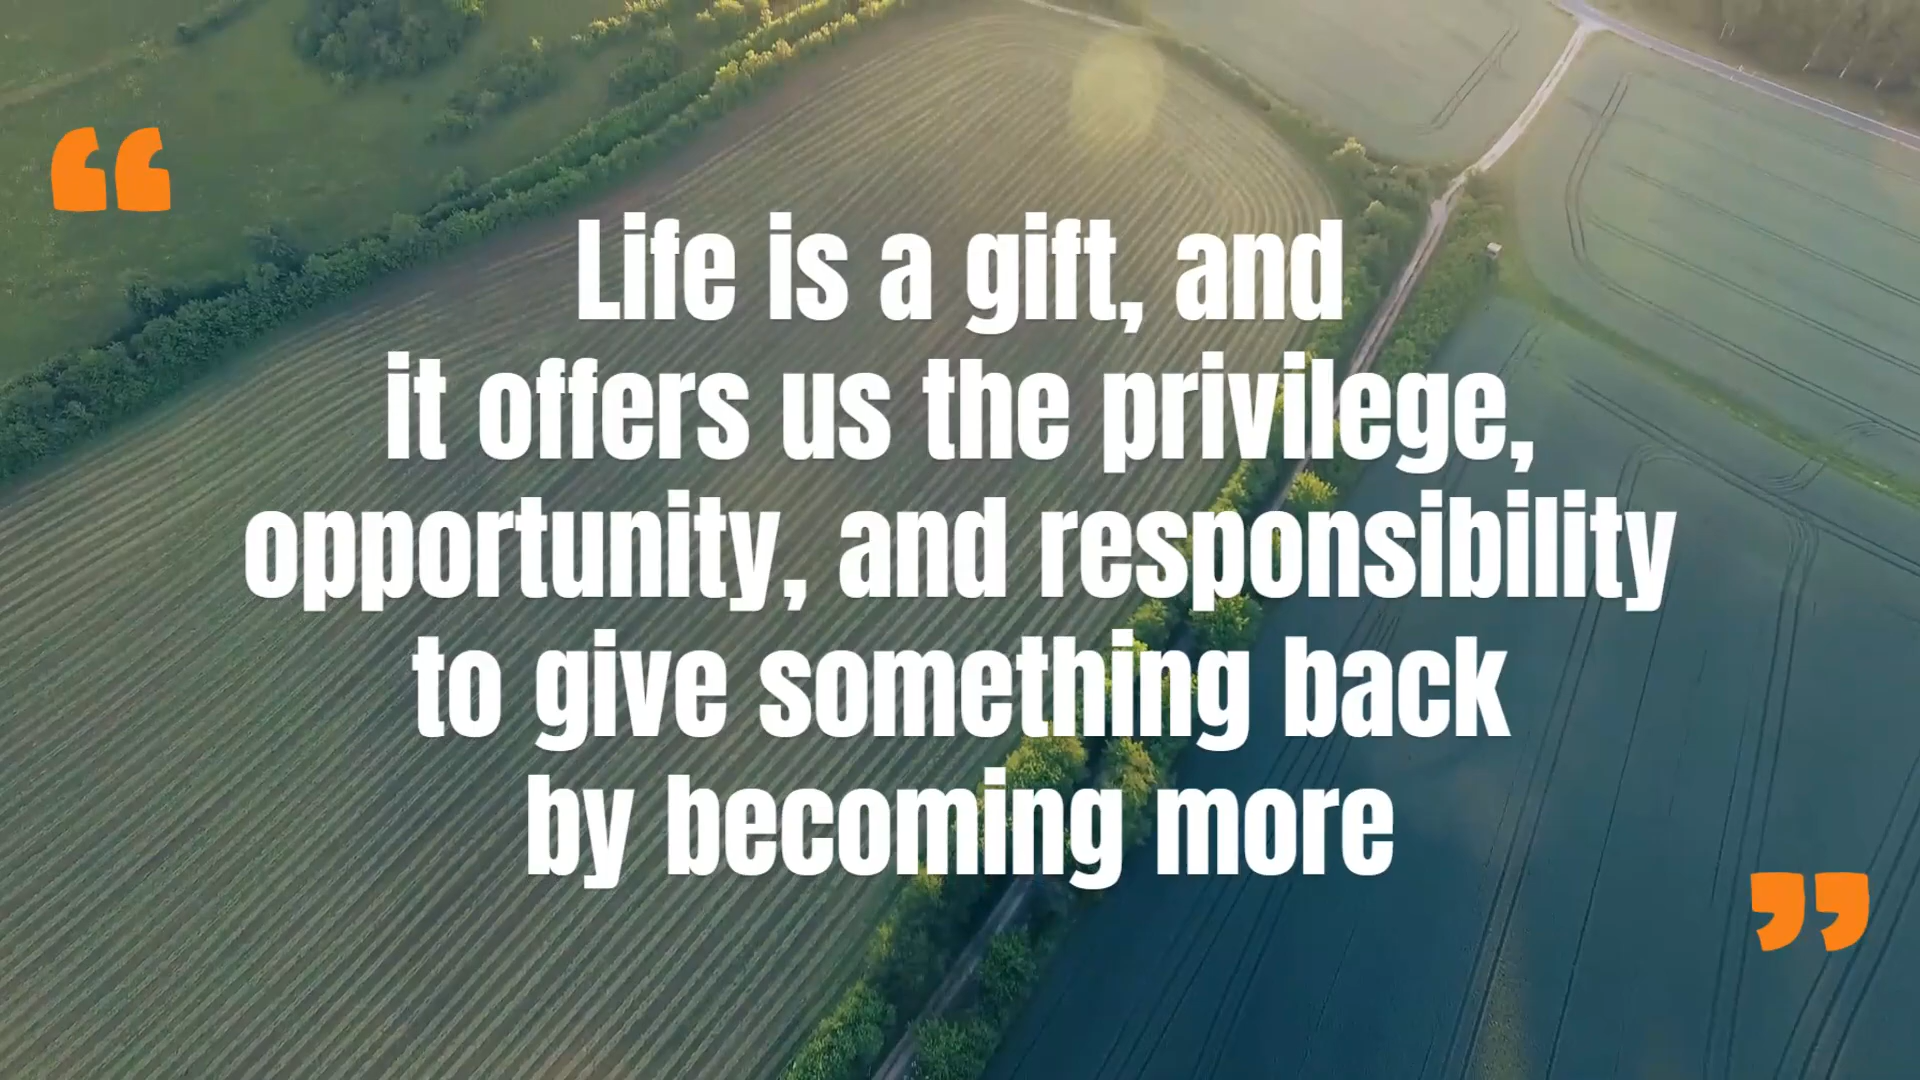 “
Life is a gift, and
it offers us the privilege,
opportunity, and responsibility
to give something back
by becoming more
”